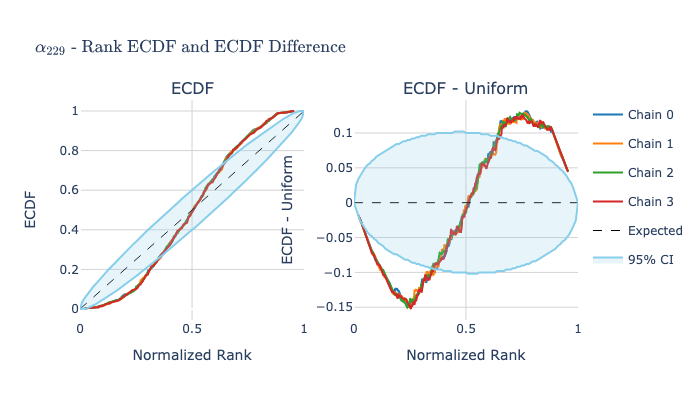 α229 - Rank ECDF and ECDF Difference
ECDF
ECDF - Uniform
1
0.8
0.6
0.4
0.2
0
0
0.5
1
ECDF
Normalized Rank
0.1
0.05
0
−0.05
−0.1
−0.15
0
0.5
1
ECDF - Uniform
Normalized Rank
Chain 0
Chain 1
Chain 2
Chain 3
Expected
95% CI